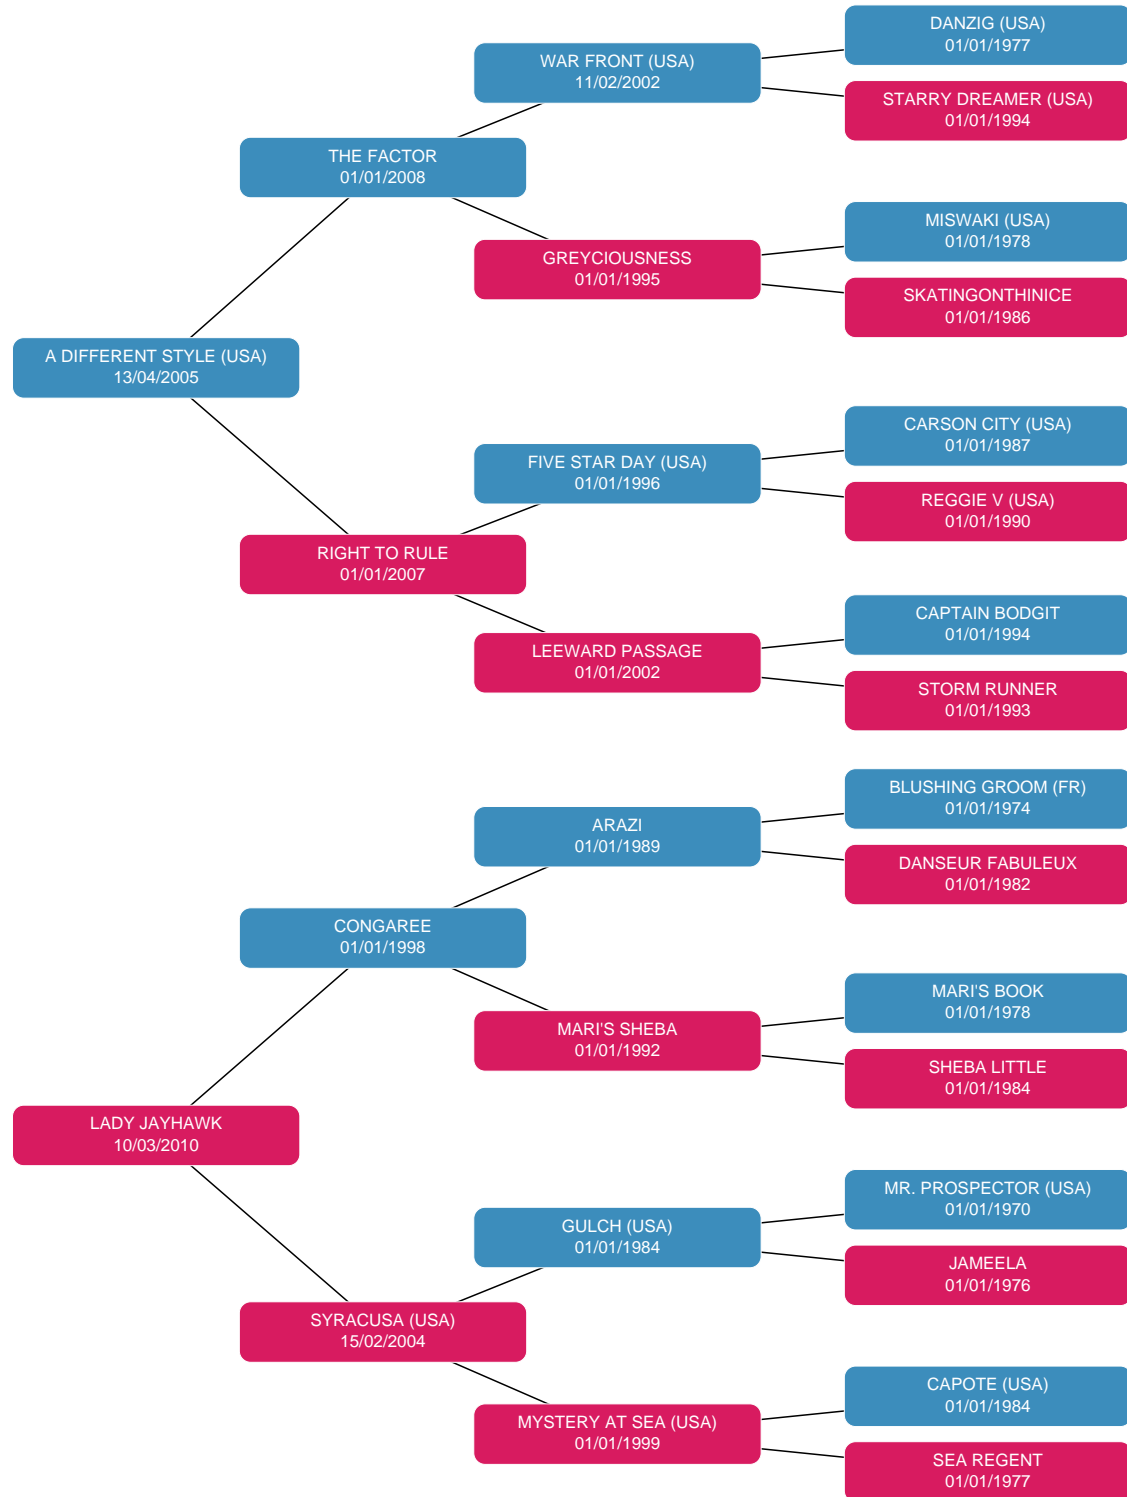 DANZIG (USA)
01/01/1977
WAR FRONT (USA)
11/02/2002
STARRY DREAMER (USA)
01/01/1994
THE FACTOR
01/01/2008
MISWAKI (USA)
01/01/1978
GREYCIOUSNESS
01/01/1995
SKATINGONTHINICE
01/01/1986
A DIFFERENT STYLE (USA)
13/04/2005
CARSON CITY (USA)
01/01/1987
FIVE STAR DAY (USA)
01/01/1996
REGGIE V (USA)
01/01/1990
RIGHT TO RULE
01/01/2007
CAPTAIN BODGIT
01/01/1994
LEEWARD PASSAGE
01/01/2002
STORM RUNNER
01/01/1993
BLUSHING GROOM (FR)
01/01/1974
ARAZI
01/01/1989
DANSEUR FABULEUX
01/01/1982
CONGAREE
01/01/1998
MARI'S BOOK
01/01/1978
MARI'S SHEBA
01/01/1992
SHEBA LITTLE
01/01/1984
LADY JAYHAWK
10/03/2010
MR. PROSPECTOR (USA)
01/01/1970
GULCH (USA)
01/01/1984
JAMEELA
01/01/1976
SYRACUSA (USA)
15/02/2004
CAPOTE (USA)
01/01/1984
MYSTERY AT SEA (USA)
01/01/1999
SEA REGENT
01/01/1977